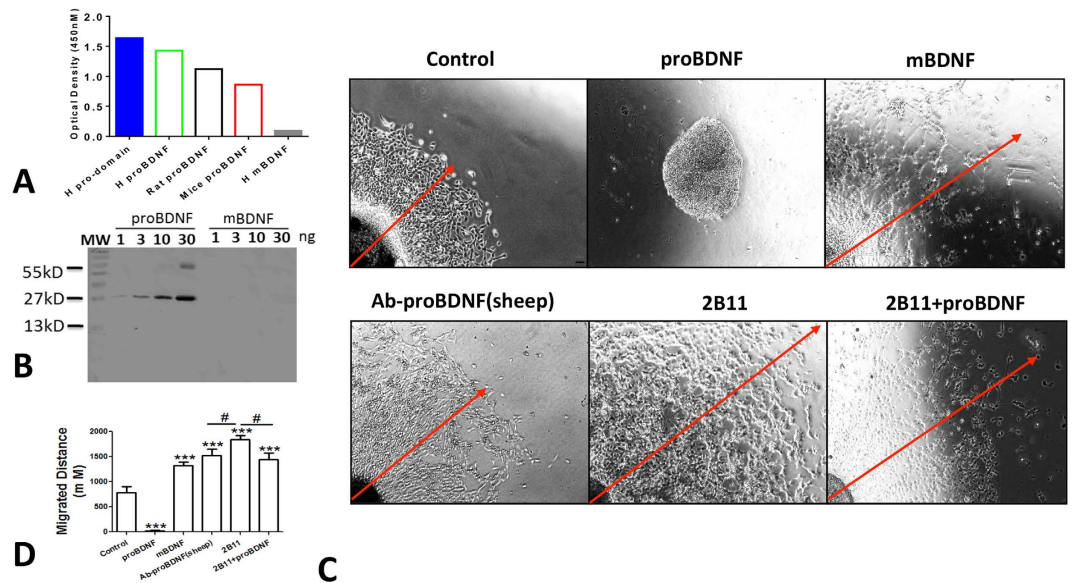 Optical Density (450nM)
2.0
1.5
1.0
0.5
0.0
H pro-domain
H proBDNF
Rat proBDNF
Mice proBDNF
H mBDNF
A
proBDNF mBDNF
MW 1 3 10 30 1 3 10 30 ng
55kD
27kD
13kD
B
Migrated Distance
(m M)
2000
1500
1000
500
0
*** *** *** *** ***
# #
Control
proBDNF
mBDNF
Ab-proBDNF(sheep)
2B11
2B11+proBDNF
D
Control proBDNF mBDNF
Ab-proBDNF(sheep) 2B11 2B11+proBDNF
C